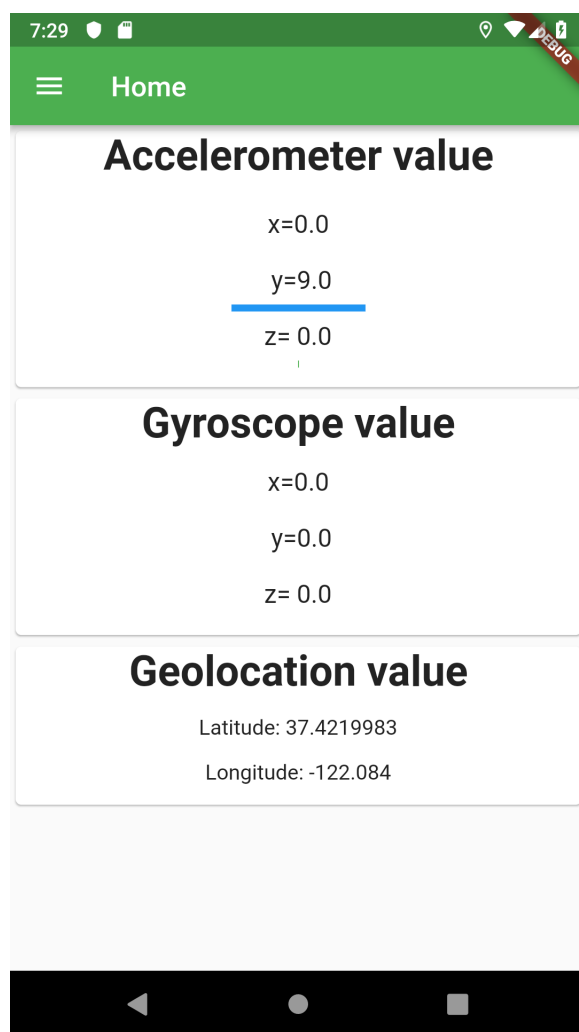 7:29
DEBUG
Home
Accelerometer value
x=0.0
y=9.0
z= 0.0
Gyroscope value
x=0.0
y=0.0
z= 0.0
Geolocation value
Latitude: 37.4219983
Longitude: -122.084